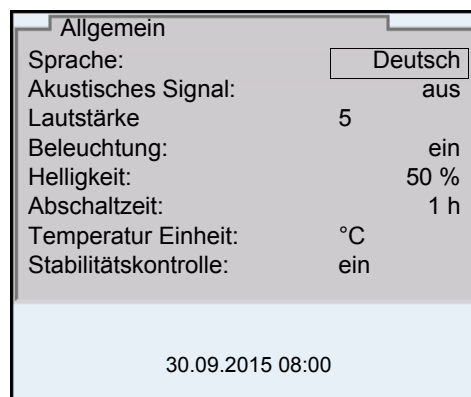 Allgemein
Sprache: Deutsch
Akustisches Signal: aus
Lautstärke 5
Beleuchtung: ein
Helligkeit: 50 %
Abschaltzeit: 1 h
Temperatur Einheit: °C
Stabilitätskontrolle: ein
30.09.2015 08:00